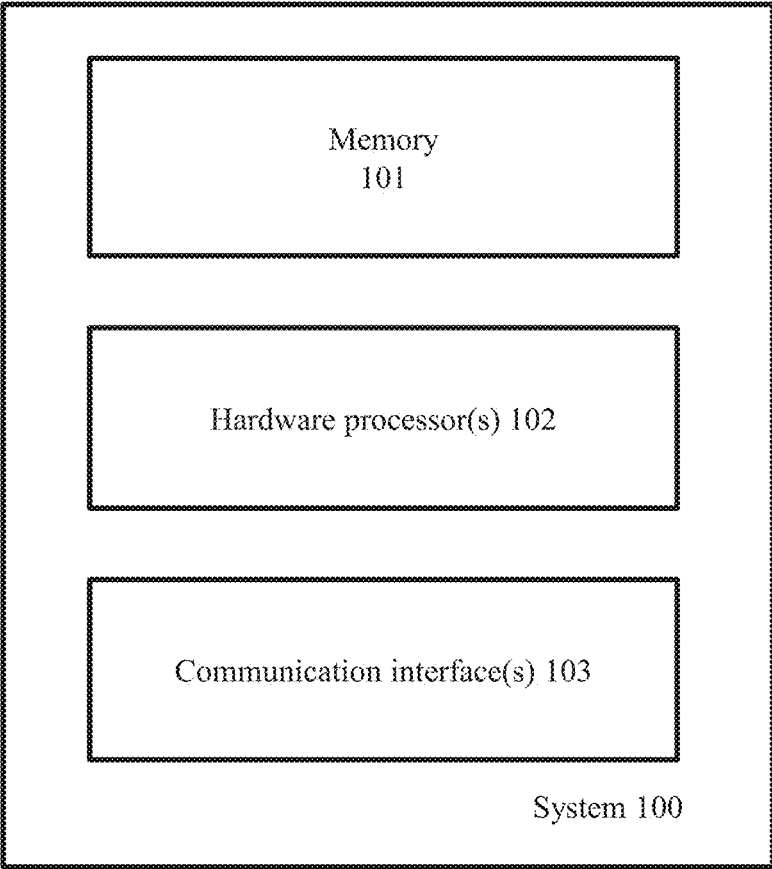 Memory
101
Hardware processor(s) 102
Communication interface(s) 103
System 100